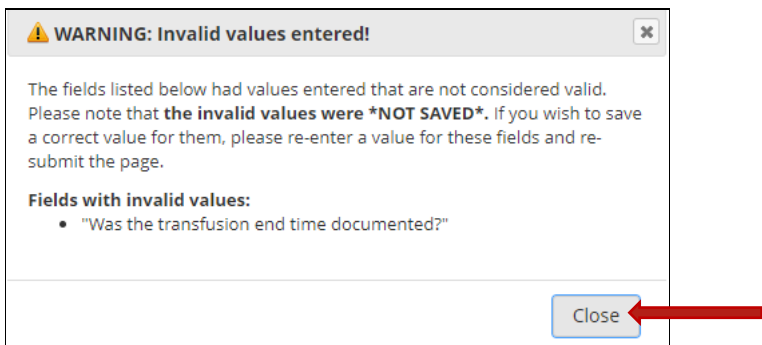 WARNING: Invalid values entered!
The fields listed below had values entered that are not considered valid.
Please note that the invalid values were *NOT SAVED*. If you wish to save
a correct value for them, please re-enter a value for these fields and re-
submit the page.
Fields with invalid values:
• "Was the transfusion end time documented?"
Close